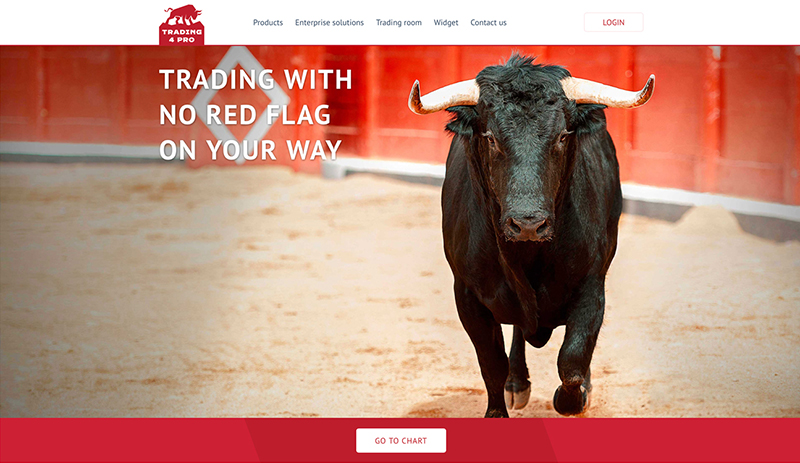 TRADING
4 PRO
Products Enterprise solutions Trading room Widget Contact us
LOGIN
TRADING WITH
NO RED FLAG
ON YOUR WAY
GO TO CHART